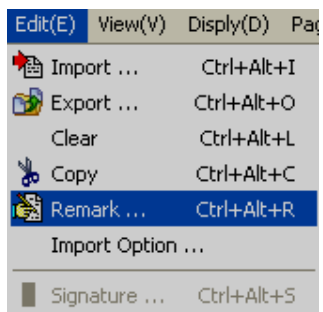 Edit(E) View(V) Disply(D) Pag
Import ... Ctrl+Alt+I
Export ... Ctrl+Alt+O
Clear Ctrl+Alt+L
Copy Ctrl+Alt+C
Remark ... Ctrl+Alt+R
Import Option ...
Signature ... Ctrl+Alt+S